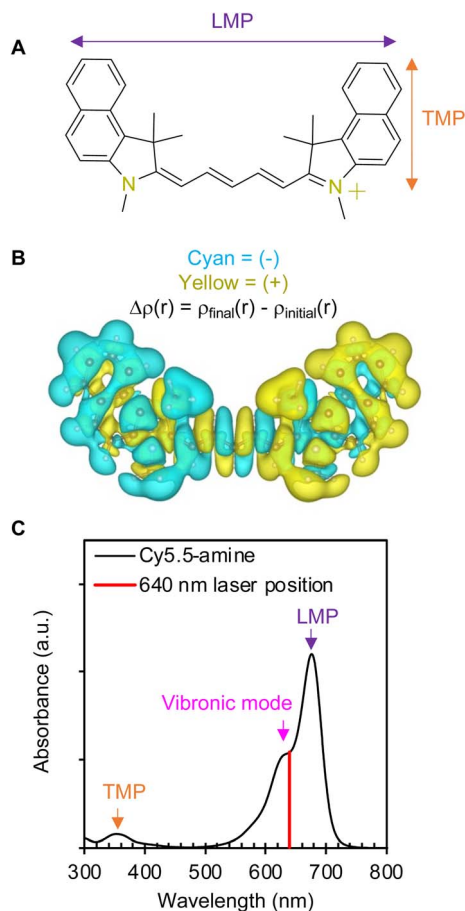 LMP
A
TMP
N
N
+
B
Cyan = (-)
Yellow = (+)
Δρ(r) = ρfinal(r) - ρinitial(r)
C
Cy5.5-amine
640 nm laser position
LMP
Vibronic mode
TMP
Absorbance (a.u.)
300 400 500 600 700 800
Wavelength (nm)